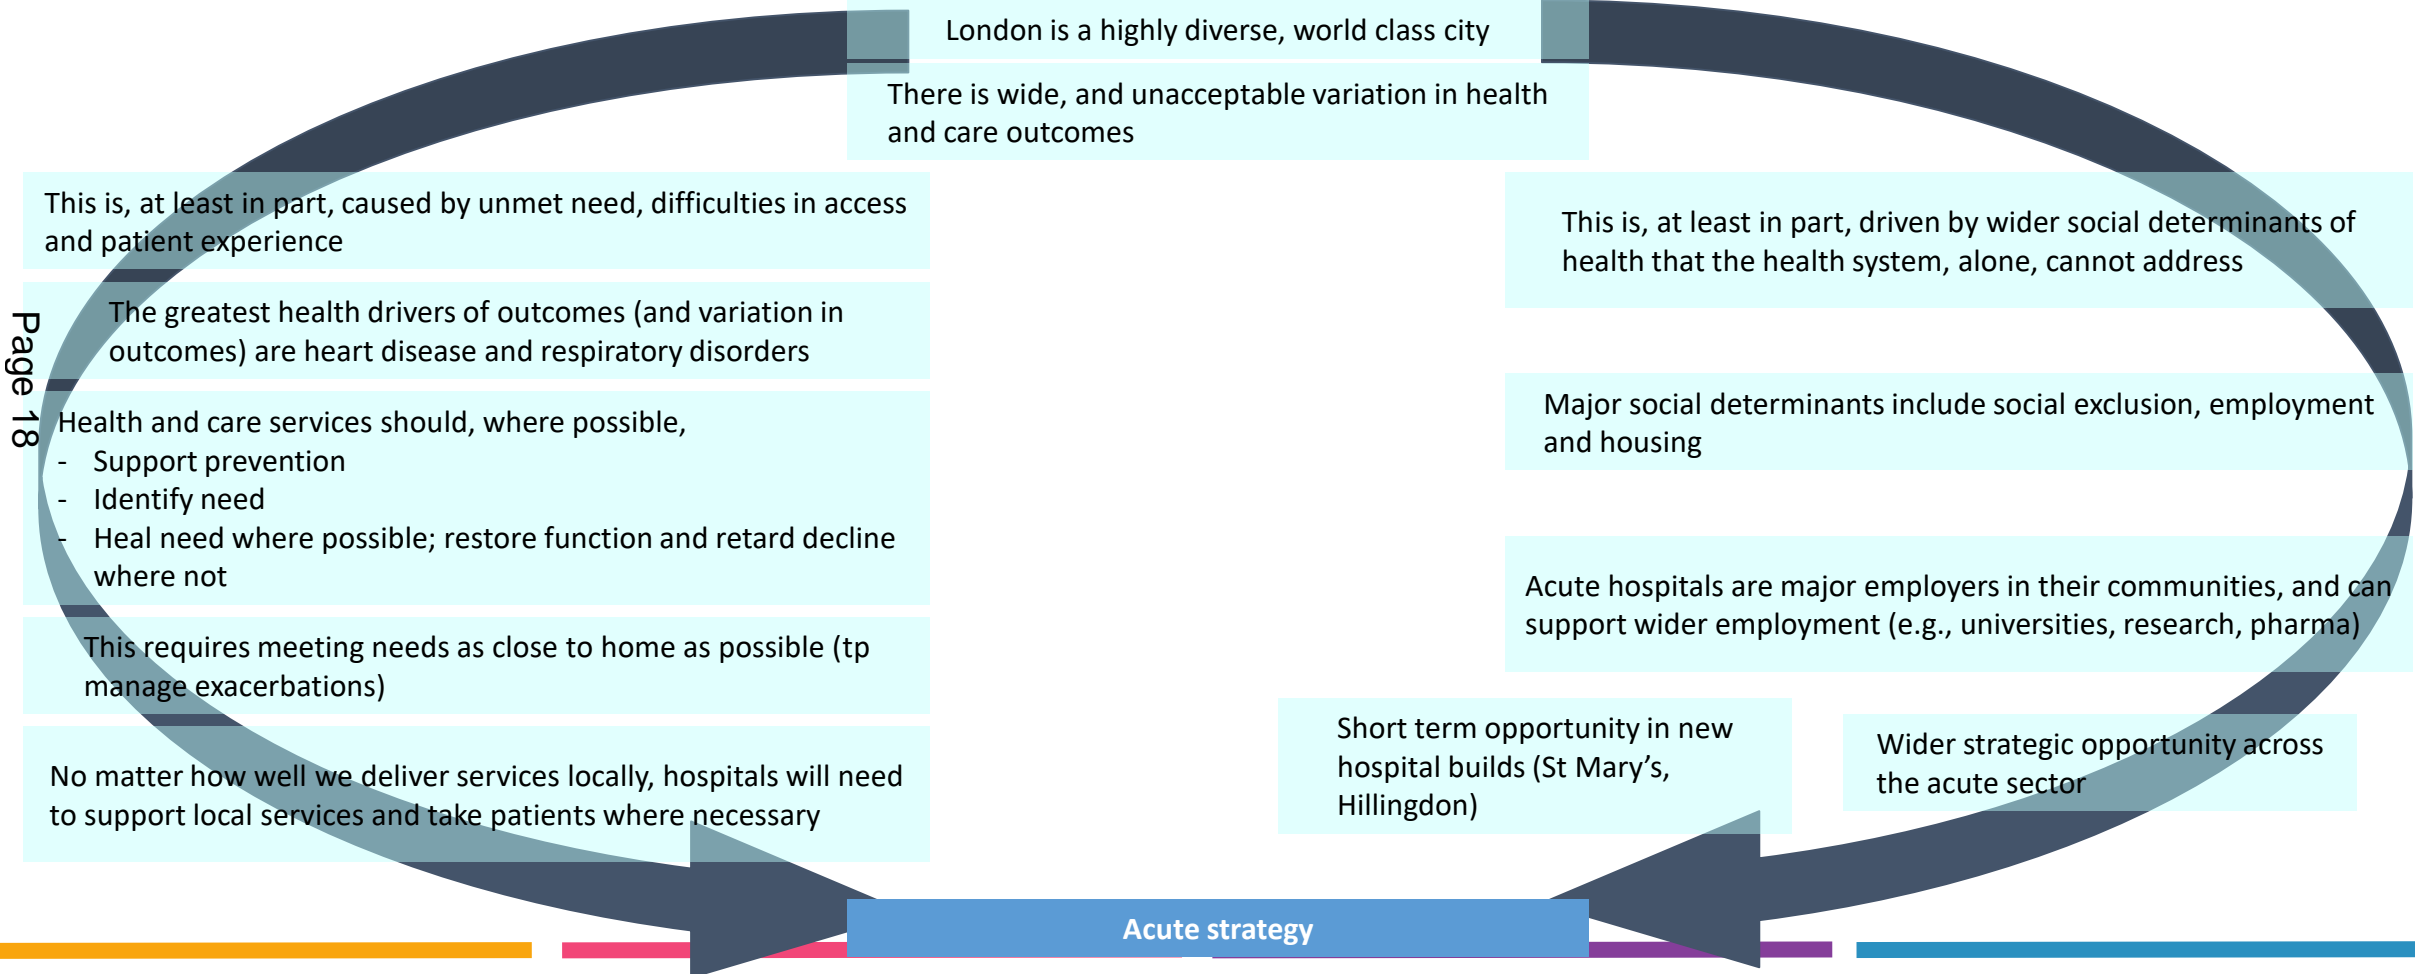 London is a highly diverse, world class city
There is wide, and unacceptable variation in health
and care outcomes
This is, at least in part, caused by unmet need, difficulties in access
and patient experience
The greatest health drivers of outcomes (and variation in
outcomes) are heart disease and respiratory disorders
Health and care services should, where possible,
- Support prevention
- Identify need
- Heal need where possible; restore function and retard decline
where not
This requires meeting needs as close to home as possible (tp
manage exacerbations)
No matter how well we deliver services locally, hospitals will need
to support local services and take patients where necessary
This is, at least in part, driven by wider social determinants of
health that the health system, alone, cannot address
Major social determinants include social exclusion, employment
and housing
Acute hospitals are major employers in their communities, and can
support wider employment (e.g., universities, research, pharma)
Short term opportunity in new
hospital builds (St Mary’s,
Hillingdon)
Wider strategic opportunity across
the acute sector
Acute strategy
Page 18